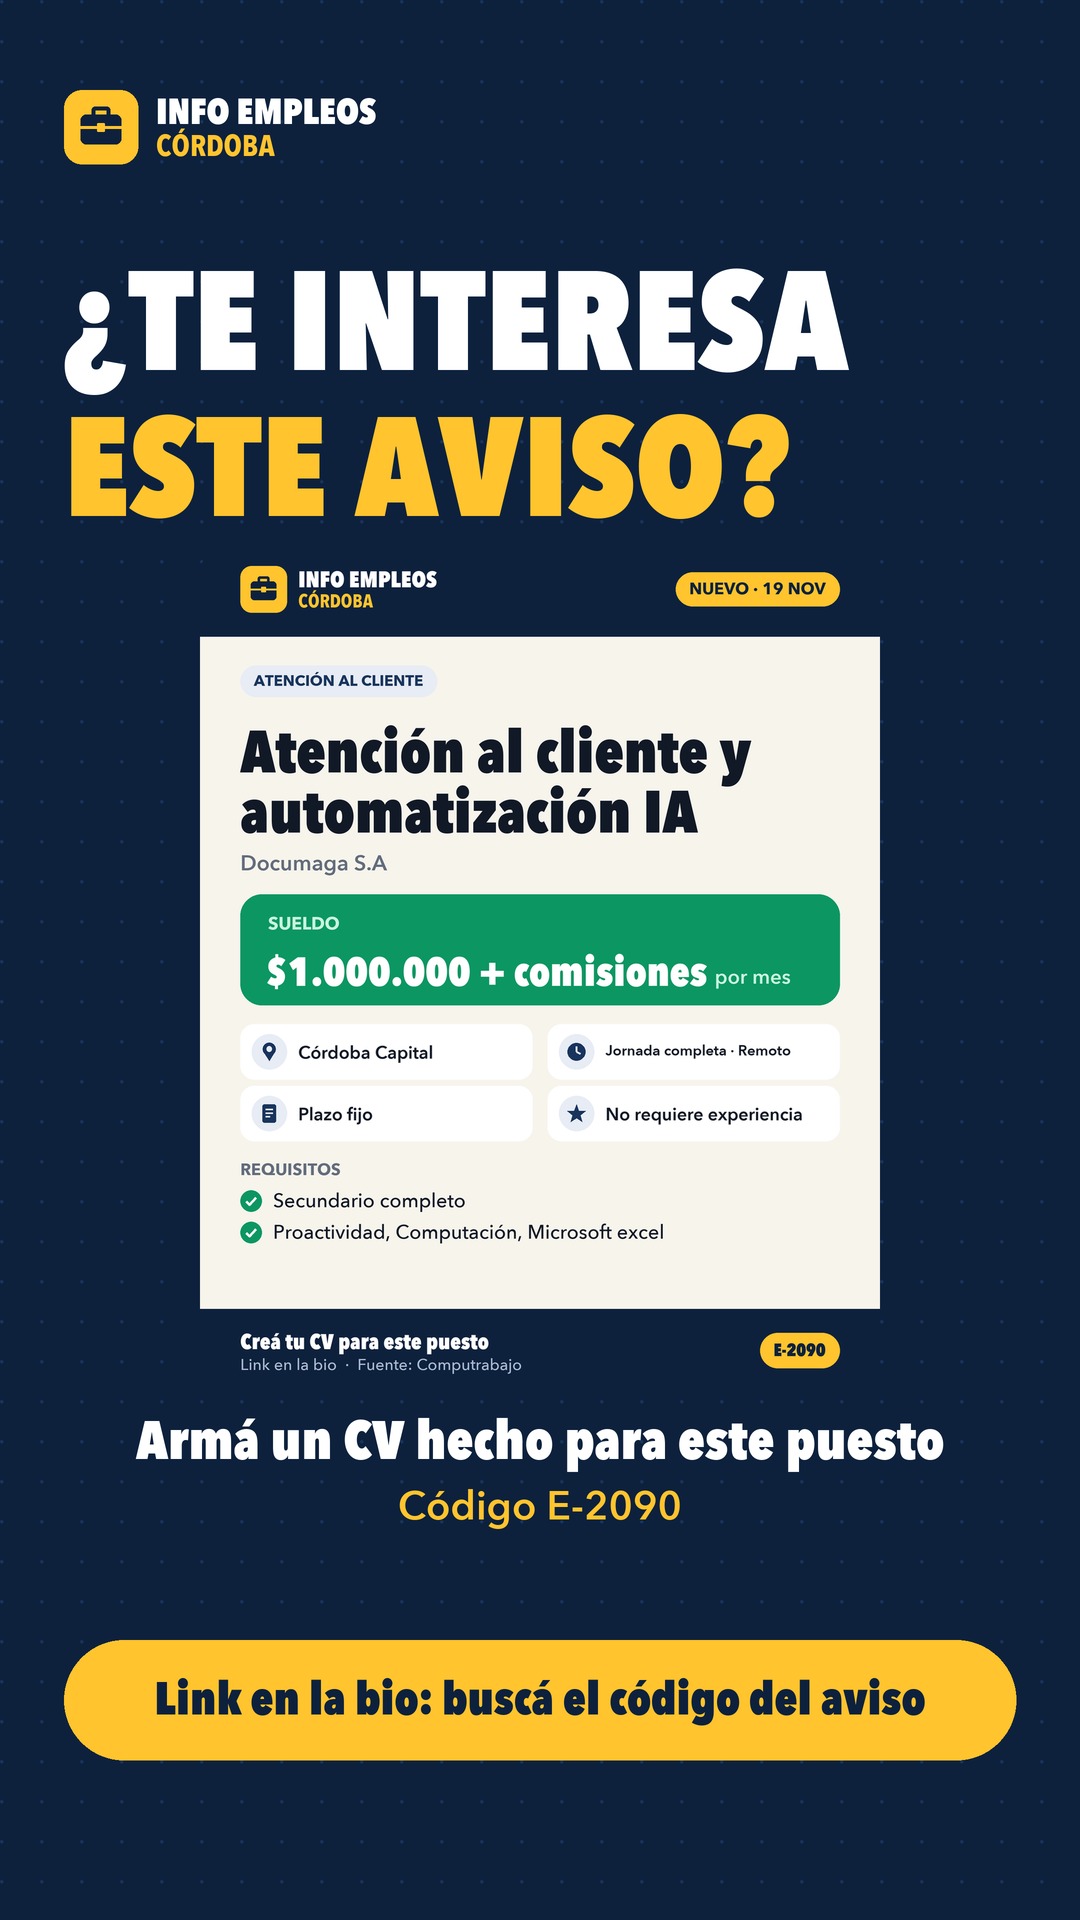 INFO EMPLEOS
CÓRDOBA
¿TE INTERESA
ESTE AVISO?
INFO EMPLEOS
CÓRDOBA
NUEVO · 19 NOV
ATENCIÓN AL CLIENTE
Atención al cliente y
automatización IA
Documaga S.A
SUELDO
$1.000.000 + comisiones por mes
Córdoba Capital
Jornada completa · Remoto
Plazo fijo
No requiere experiencia
REQUISITOS
Secundario completo
Proactividad, Computación, Microsoft excel
Creá tu CV para este puesto
Link en la bio · Fuente: Computrabajo
E-2090
Armá un CV hecho para este puesto
Código E-2090
Link en la bio: buscá el código del aviso